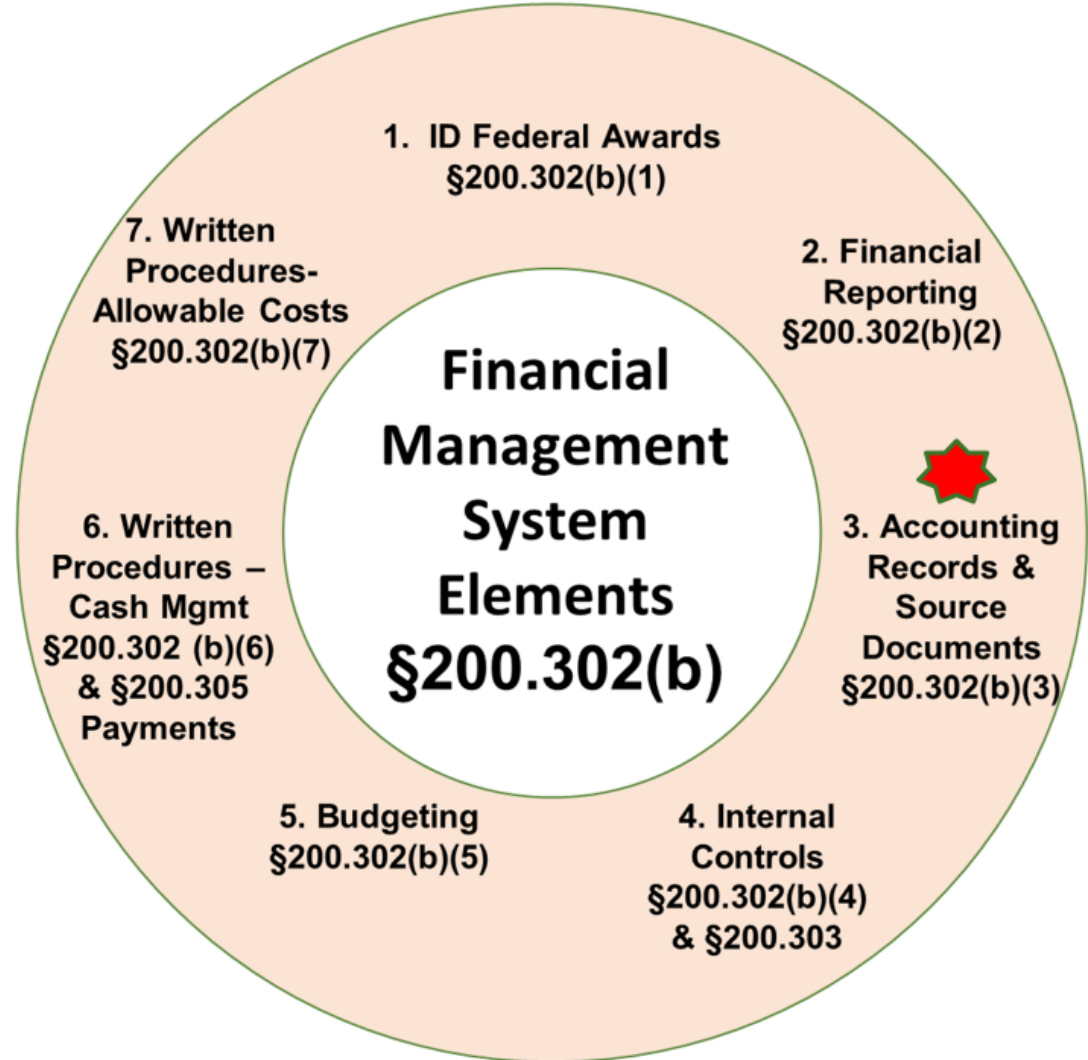 1. ID Federal Awards
§200.302(b)(1)
2. Financial
Reporting
§200.302(b)(2)
3. Accounting
Records &
Source
Documents
§200.302(b)(3)
4. Internal
Controls
§200.302(b)(4)
& §200.303
5. Budgeting
§200.302(b)(5)
6. Written
Procedures –
Cash Mgmt
§200.302 (b)(6)
& §200.305
Payments
7. Written
Procedures-
Allowable Costs
§200.302(b)(7)
Financial
Management
System
Elements
§200.302(b)